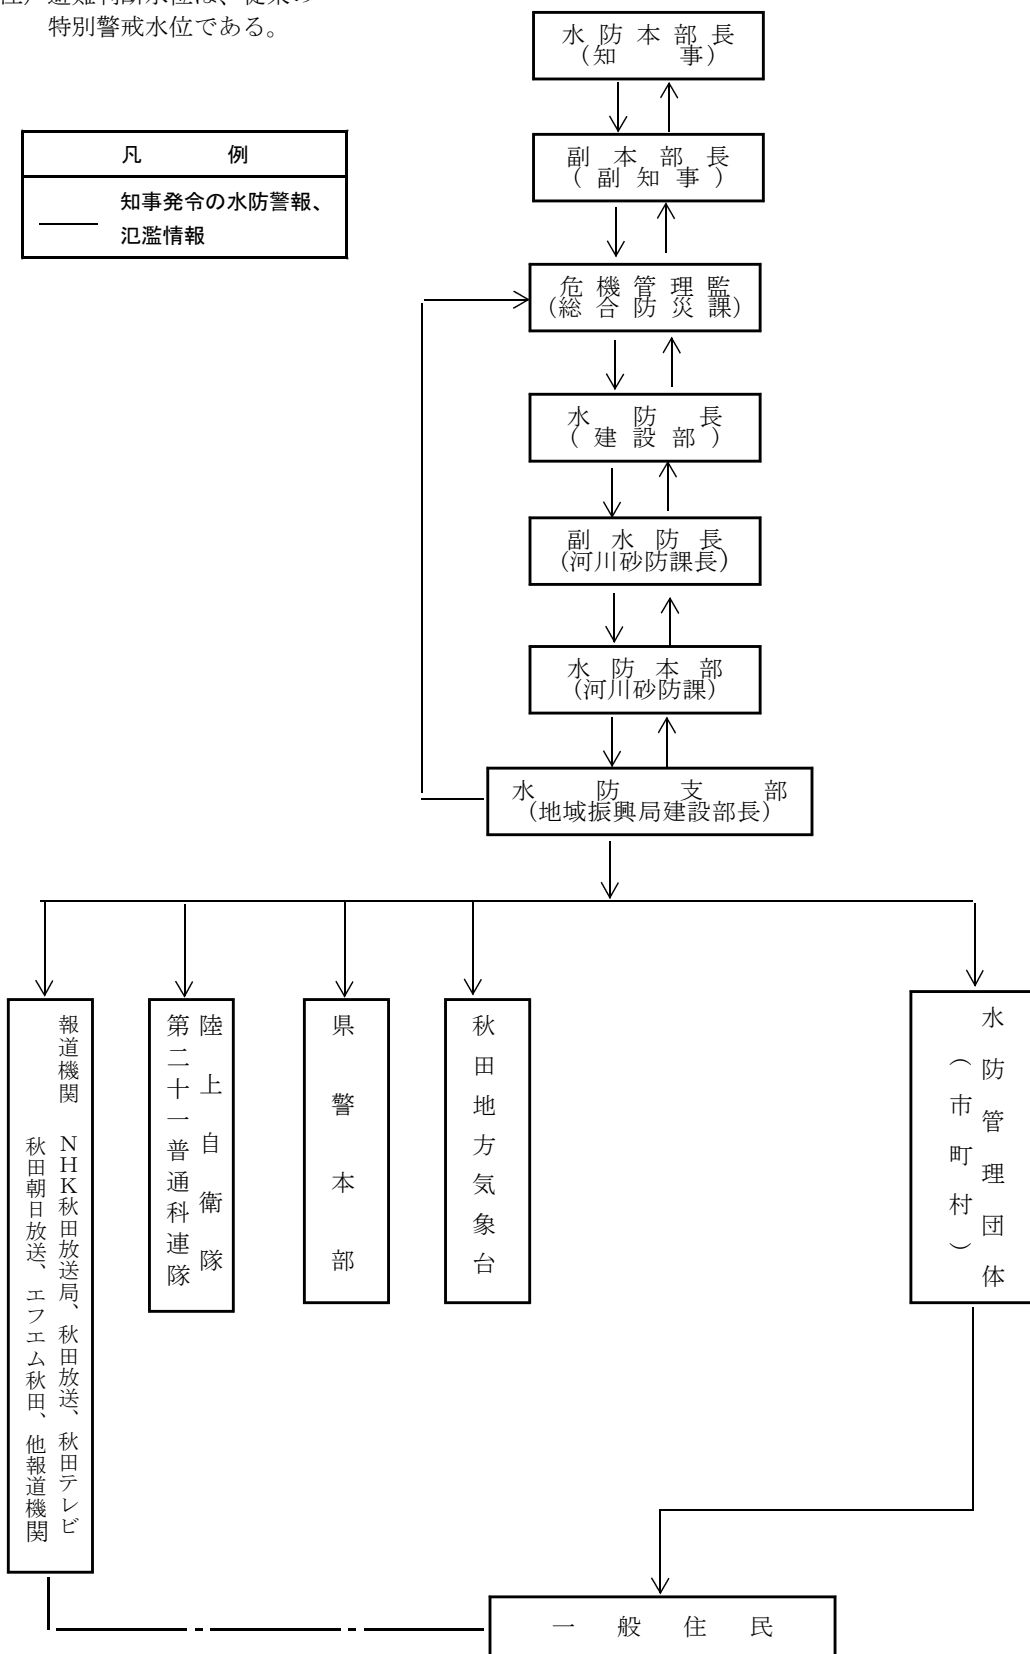 注）避難判断水位は、従来の
特別警戒水位である。
凡 例
知事発令の水防警報、
氾濫情報
水防本部長
（知 事）
副本部長
（副知事）
危機管理監
（総合防災課）
水防長
（建設部）
副水防長
（河川砂防課長）
水防本部
（河川砂防課）
水防支部
（地域振興局建設部長）
報道機関 NHK秋田放送局、秋田放送、秋田テレビ
秋田朝日放送、エフエム秋田、他報道機関
陸上自衛隊
第二十一普通科連隊
県警本部
秋田地方気象台
水防管理団体
（市町村）
一般住民